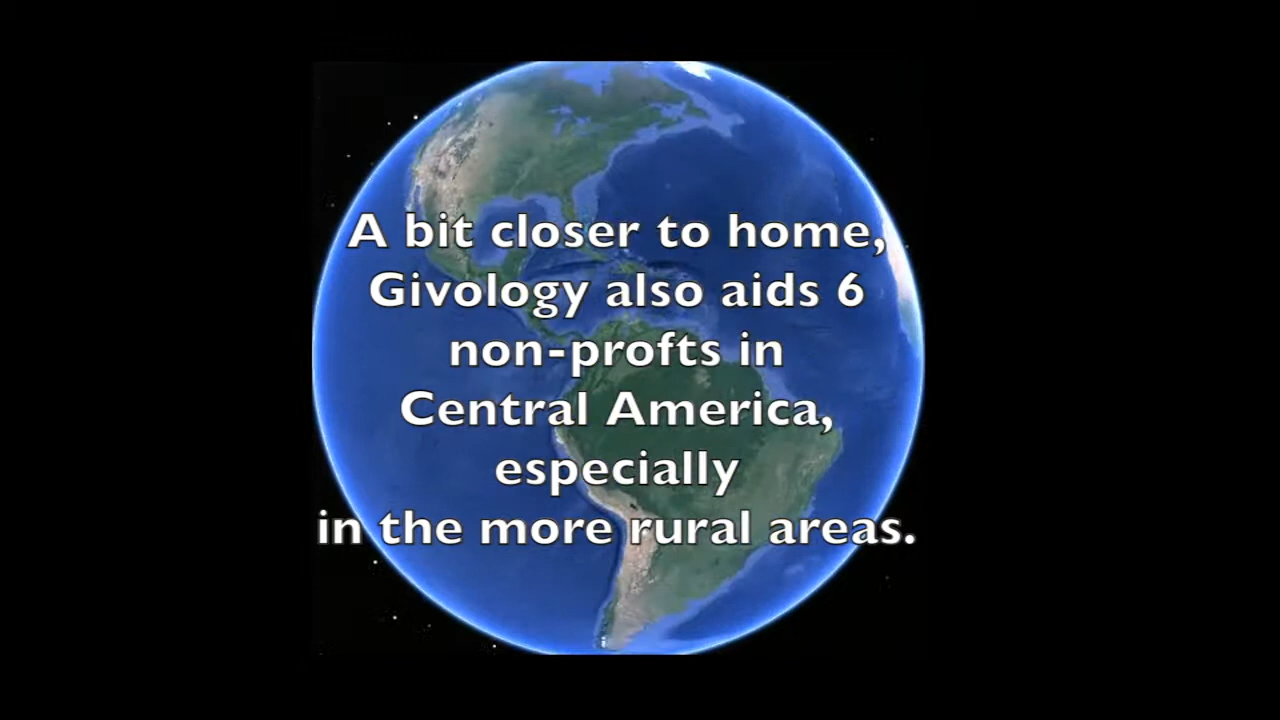 A bit closer to home,
Givology also aids 6
non-profts in
Central America,
especially
in the more rural areas.